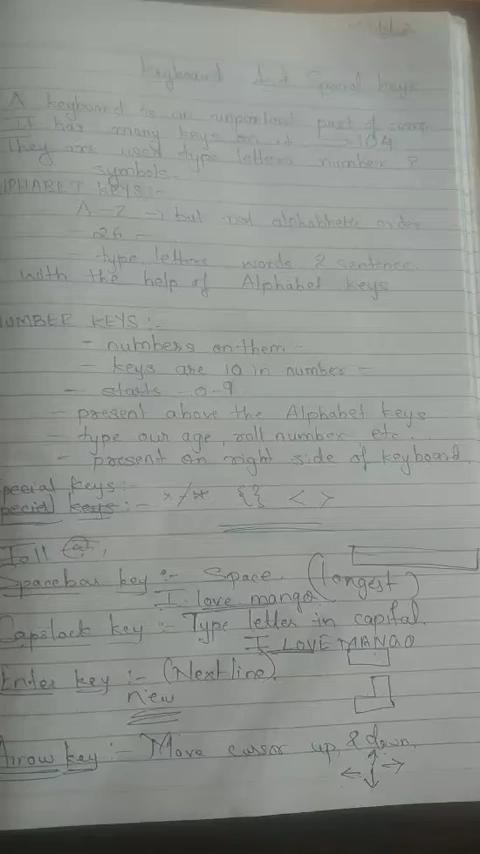 Keyboard Special keys
A keyboard is an important part of
It has many keys on it → 104
They are used type letters number &
symbols.
ALPHABET KEYS:-
A-Z → but not order
26 -
type letters words & sentence
with the help of Alphabet keys
NUMBER KEYS:-
- numbers on them -
- keys are 10 in number -
- starts - 0-9
- present above the Alphabet keys
- type our age, roll number, etc.
- present on right side of keyboard
Special keys:-
Special keys:- */* {} < >
Spacebar key:- Space. (longest)
I love mango
Capslock key:- Type letter in capital.
I LOVE MANGO
Enter key:- (Next line)
new
Arrow key:- Move cursor up, & down.